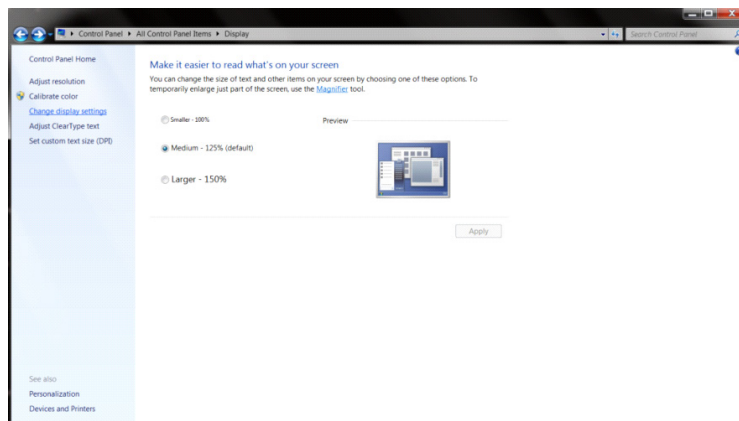 Control Panel ▸ All Control Panel Items ▸ Display
Search Control Panel
Control Panel Home
Adjust resolution
Calibrate color
Change display settings
Adjust ClearType text
Set custom text size (DPI)
See also
Personalization
Devices and Printers
Make it easier to read what's on your screen
You can change the size of text and other items on your screen by choosing one of these options. To
temporarily enlarge just part of the screen, use the Magnifier tool.
Smaller - 100%
Preview
Medium - 125% (default)
Larger - 150%
Apply